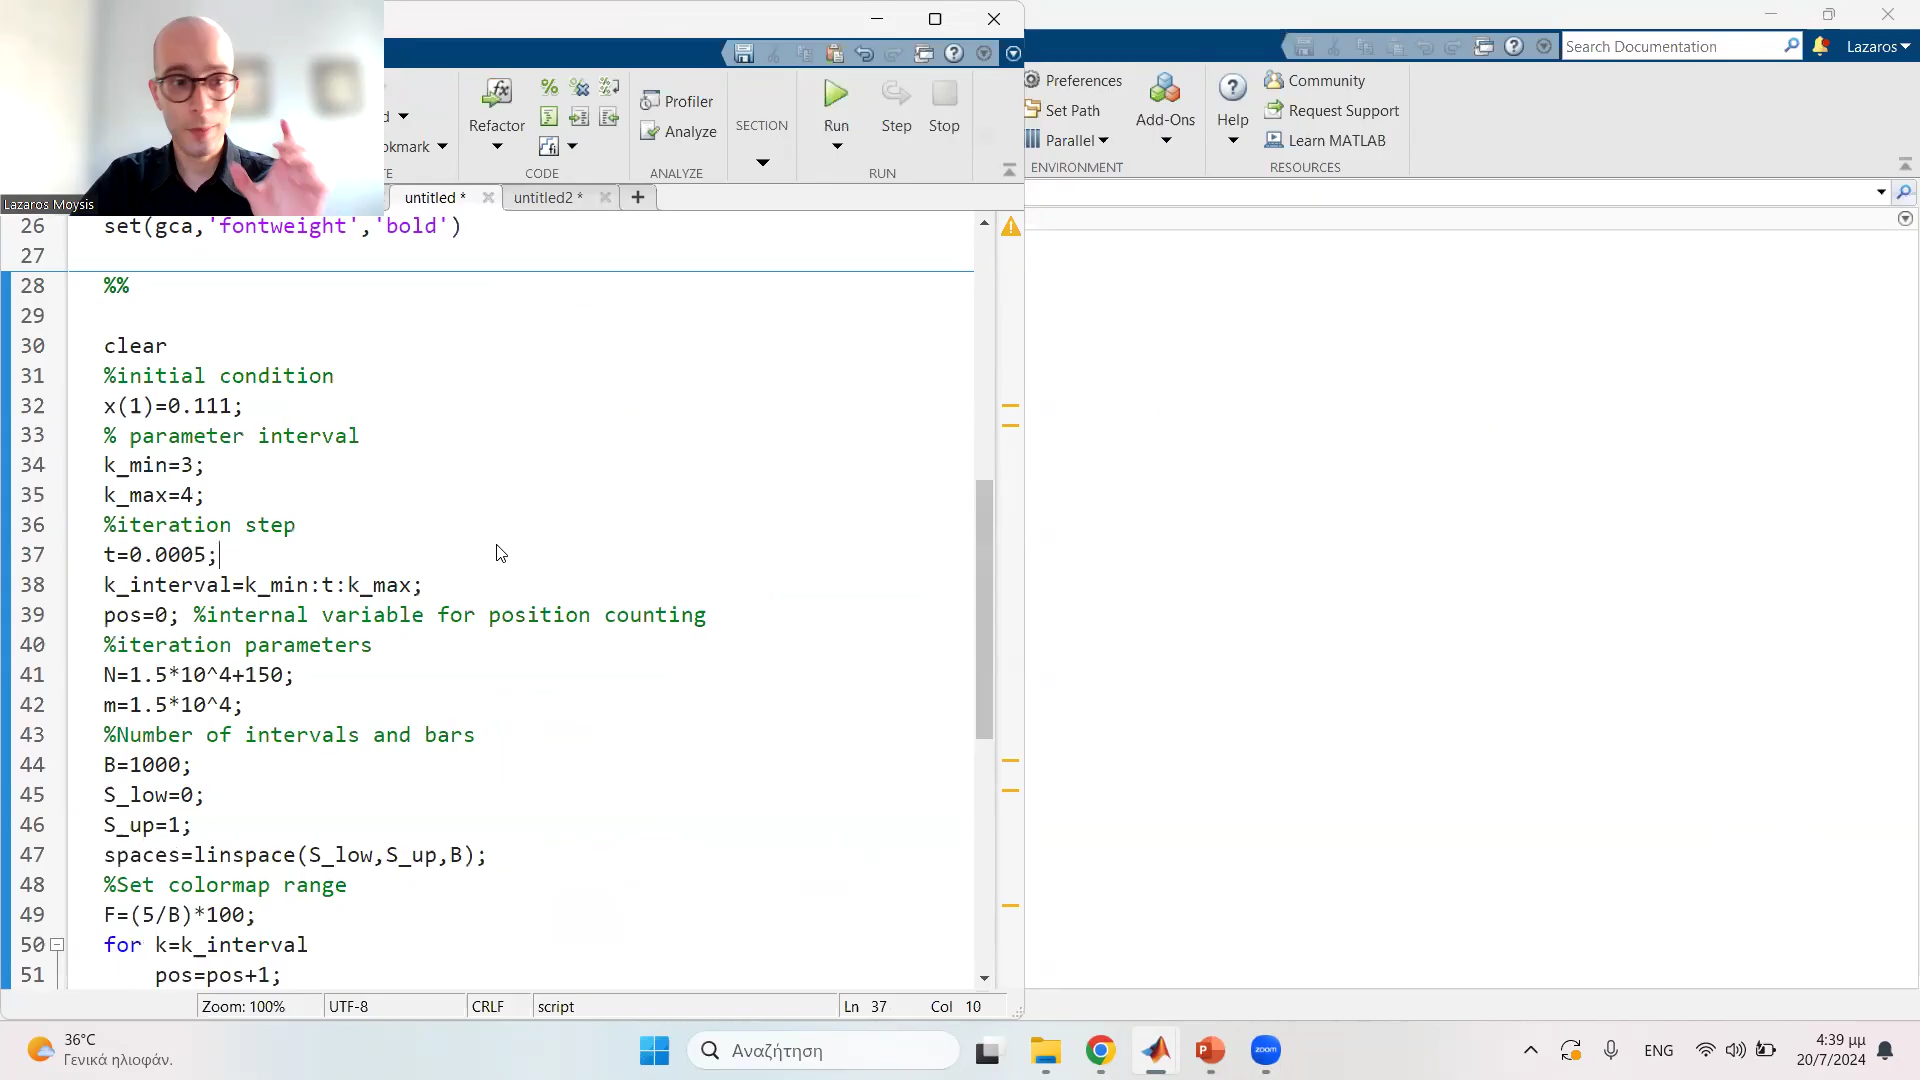 Search Documentation
Lazaros
Refactor
Profiler
Analyze
SECTION
Run
Step
Stop
Preferences
Set Path
Parallel
Add-Ons
Help
Community
Request Support
Learn MATLAB
okmark
CODE
ANALYZE
RUN
ENVIRONMENT
RESOURCES
Lazaros Moysis
untitled *
untitled2 *
26 set(gca,'fontweight','bold')
27
28 %%
29
30 clear
31 %initial condition
32 x(1)=0.111;
33 % parameter interval
34 k_min=3;
35 k_max=4;
36 %iteration step
37 t=0.0005;
38 k_interval=k_min:t:k_max;
39 pos=0; %internal variable for position counting
40 %iteration parameters
41 N=1.5*10^4+150;
42 m=1.5*10^4;
43 %Number of intervals and bars
44 B=1000;
45 S_low=0;
46 S_up=1;
47 spaces=linspace(S_low,S_up,B);
48 %Set colormap range
49 F=(5/B)*100;
50 for k=k_interval
51 pos=pos+1;
Zoom: 100% UTF-8 CRLF script Ln 37 Col 10
36°C
Γενικά ηλιοφάν.
Αναζήτηση
zoom
ENG
4:39 μμ
20/7/2024